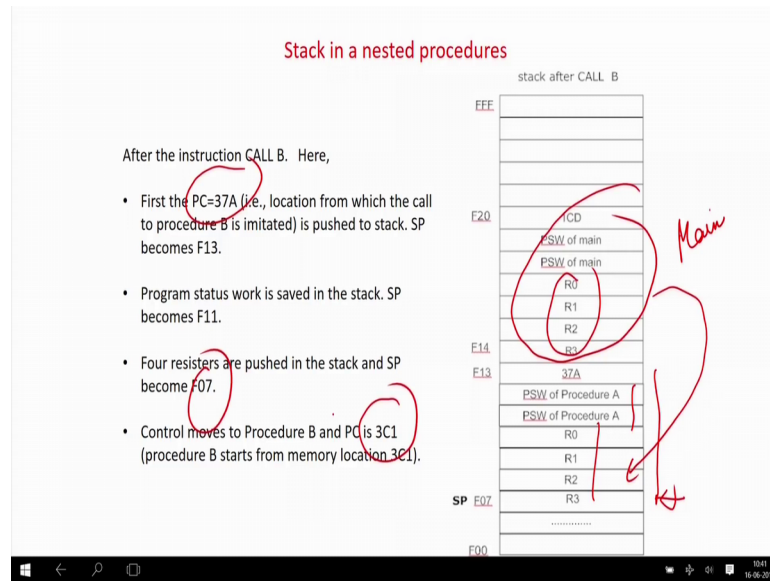 Stack in a nested procedures
stack after CALL B
FFF
After the instruction CALL B. Here,
• First the PC=37A (i.e., location from which the call
to procedure B is imitated) is pushed to stack. SP
becomes F13.
• Program status work is saved in the stack. SP
becomes F11.
• Four resisters are pushed in the stack and SP
become F07.
• Control moves to Procedure B and PC is 3C1
(procedure B starts from memory location 3C1).
F20 1CD
PSW of main
PSW of main
R0
R1
R2
F14 R3
F13 37A
PSW of Procedure A
PSW of Procedure A
R0
R1
R2
SP F07 R3
..............
F00
Main
10:41